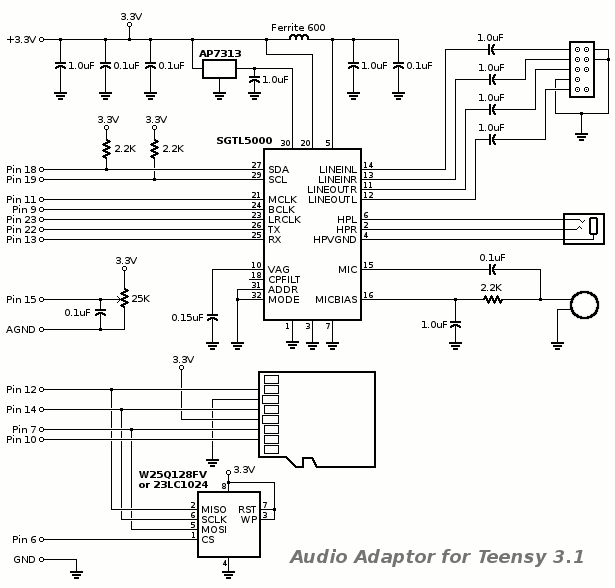 3.3V
Ferrite 600
+3.3V
AP7313
1.0uF
0.1uF
0.1uF
1.0uF
1.0uF
0.1uF
1.0uF
1.0uF
1.0uF
1.0uF
3.3V
3.3V
2.2K
2.2K
SGTL5000
30 20 5
Pin 18
27 SDA
LINEINL 14
Pin 19
29 SCL
LINEINR 13
LINEOUTR 11
Pin 11
21 MCLK
LINEOUTL 12
Pin 9
24 BCLK
Pin 23
23 LRCLK
HPL 6
Pin 22
26 TX
HPR 2
Pin 13
25 RX
HPVGND 4
10 VAG
MIC 15
0.1uF
18 CPFILT
31 ADDR
32 MODE
MICBIAS 16
2.2K
3.3V
Pin 15
25K
0.1uF
AGND
0.15uF
1.0uF
1 3 7
3.3V
Pin 12
Pin 14
Pin 7
Pin 10
W25Q128FV
or 23LC1024
3.3V
8
2 MISO
RST 7
6 SCLK
WP 3
5 MOSI
Pin 6
1 CS
4
GND
Audio Adaptor for Teensy 3.1